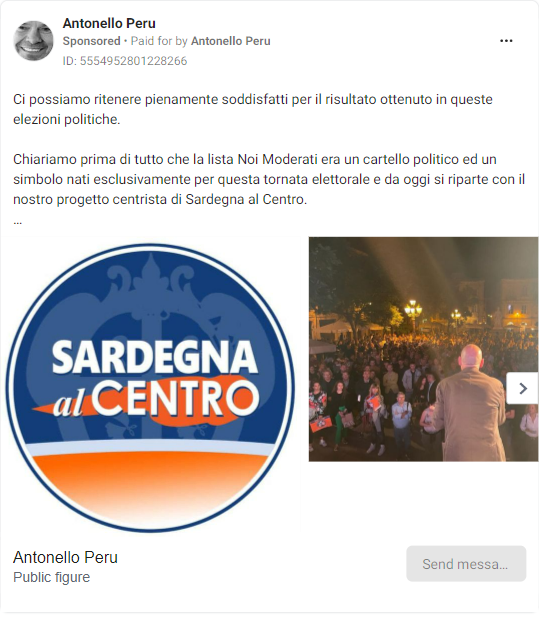 Antonello Peru
Sponsored • Paid for by Antonello Peru
ID: 5554952801228266
Ci possiamo ritenere pienamente soddisfatti per il risultato ottenuto in queste
elezioni politiche.
Chiariamo prima di tutto che la lista Noi Moderati era un cartello politico ed un
simbolo nati esclusivamente per questa tornata elettorale e da oggi si riparte con il
nostro progetto centrista di Sardegna al Centro.
...
SARDEGNA
al CENTRO
Antonello Peru
Public figure
Send messa...